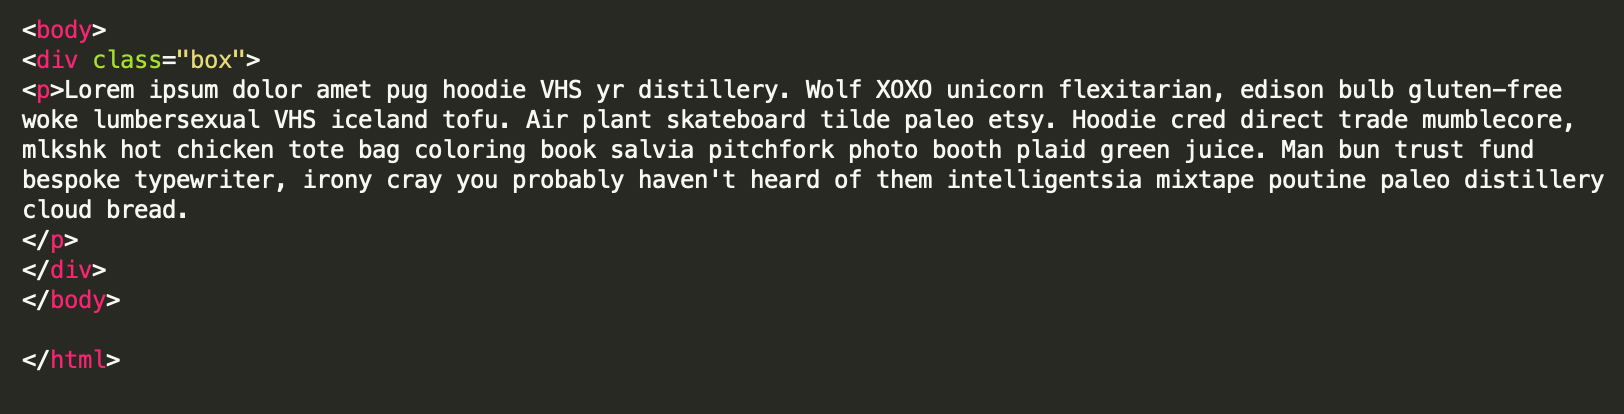 <body>
<div class="box">
<p>Lorem ipsum dolor amet pug hoodie VHS yr distillery. Wolf XOXO unicorn flexitarian, edison bulb gluten-free
woke lumbersexual VHS iceland tofu. Air plant skateboard tilde paleo etsy. Hoodie cred direct trade mumblecore,
mlkshk hot chicken tote bag coloring book salvia pitchfork photo booth plaid green juice. Man bun trust fund
bespoke typewriter, irony cray you probably haven't heard of them intelligentsia mixtape poutine paleo distillery
cloud bread.
</p>
</div>
</body>
</html>